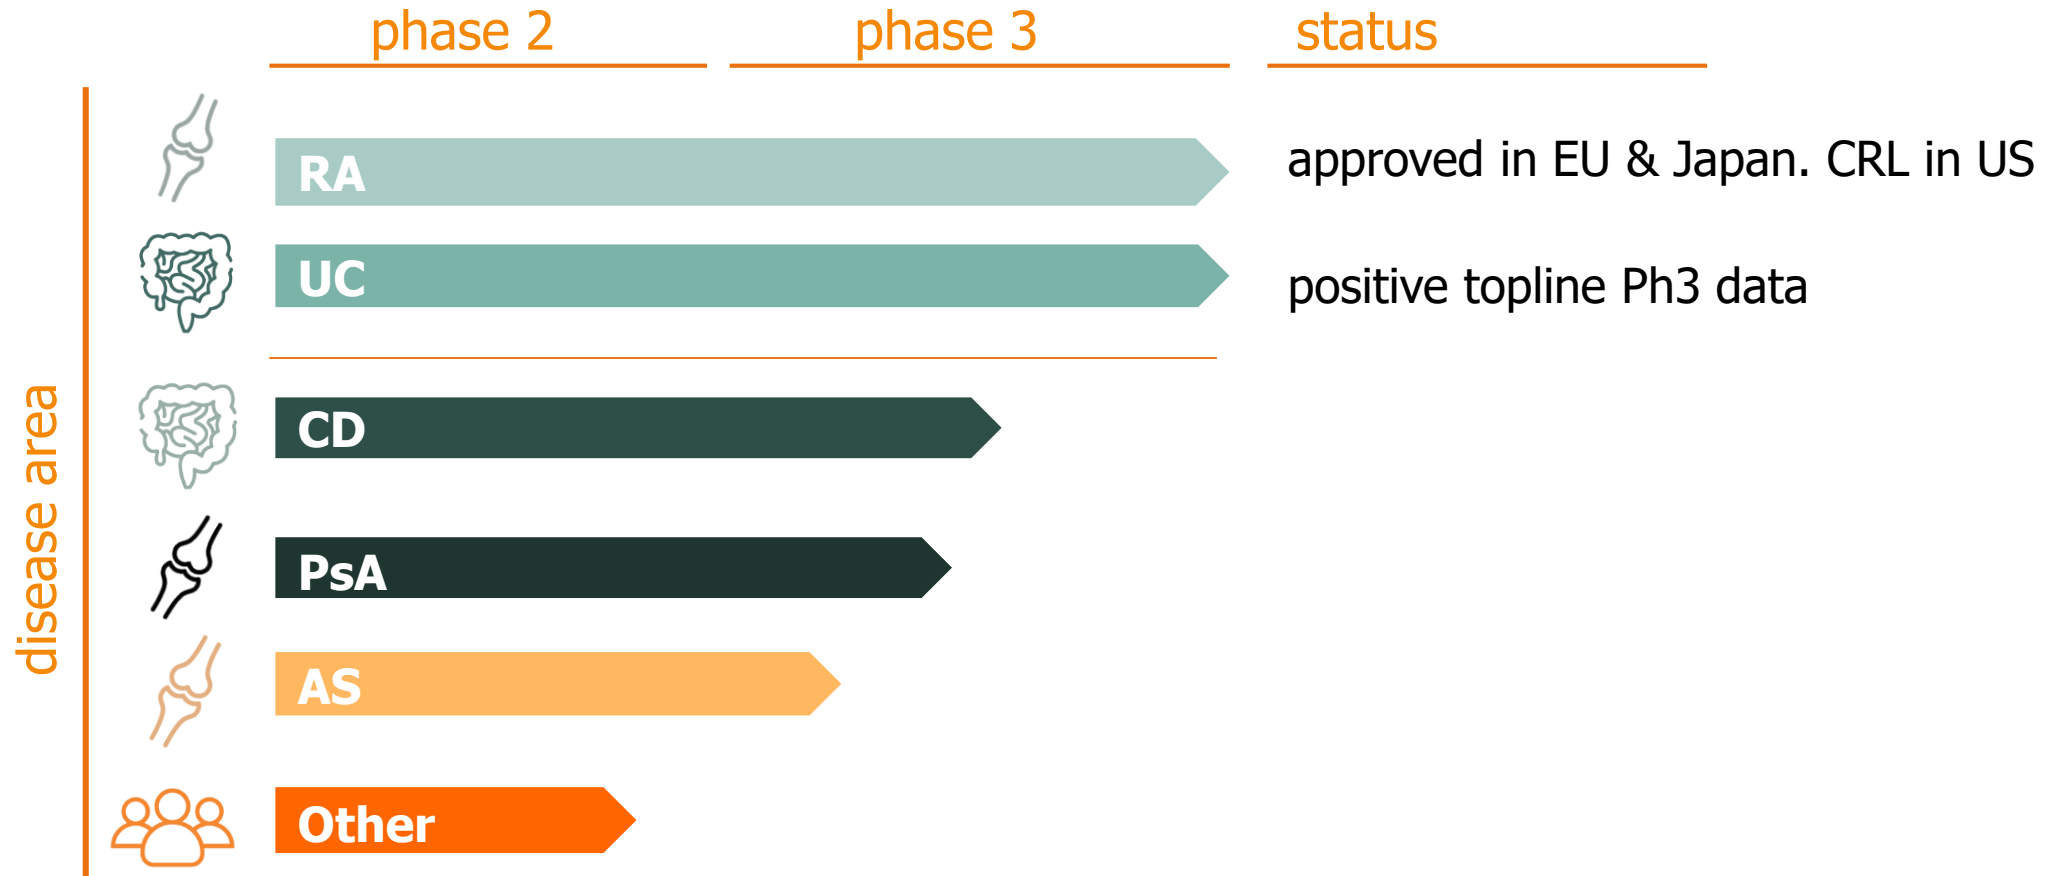 phase 2
phase 3
status
disease area
RA
approved in EU & Japan. CRL in US
UC
positive topline Ph3 data
CD
PsA
AS
Other